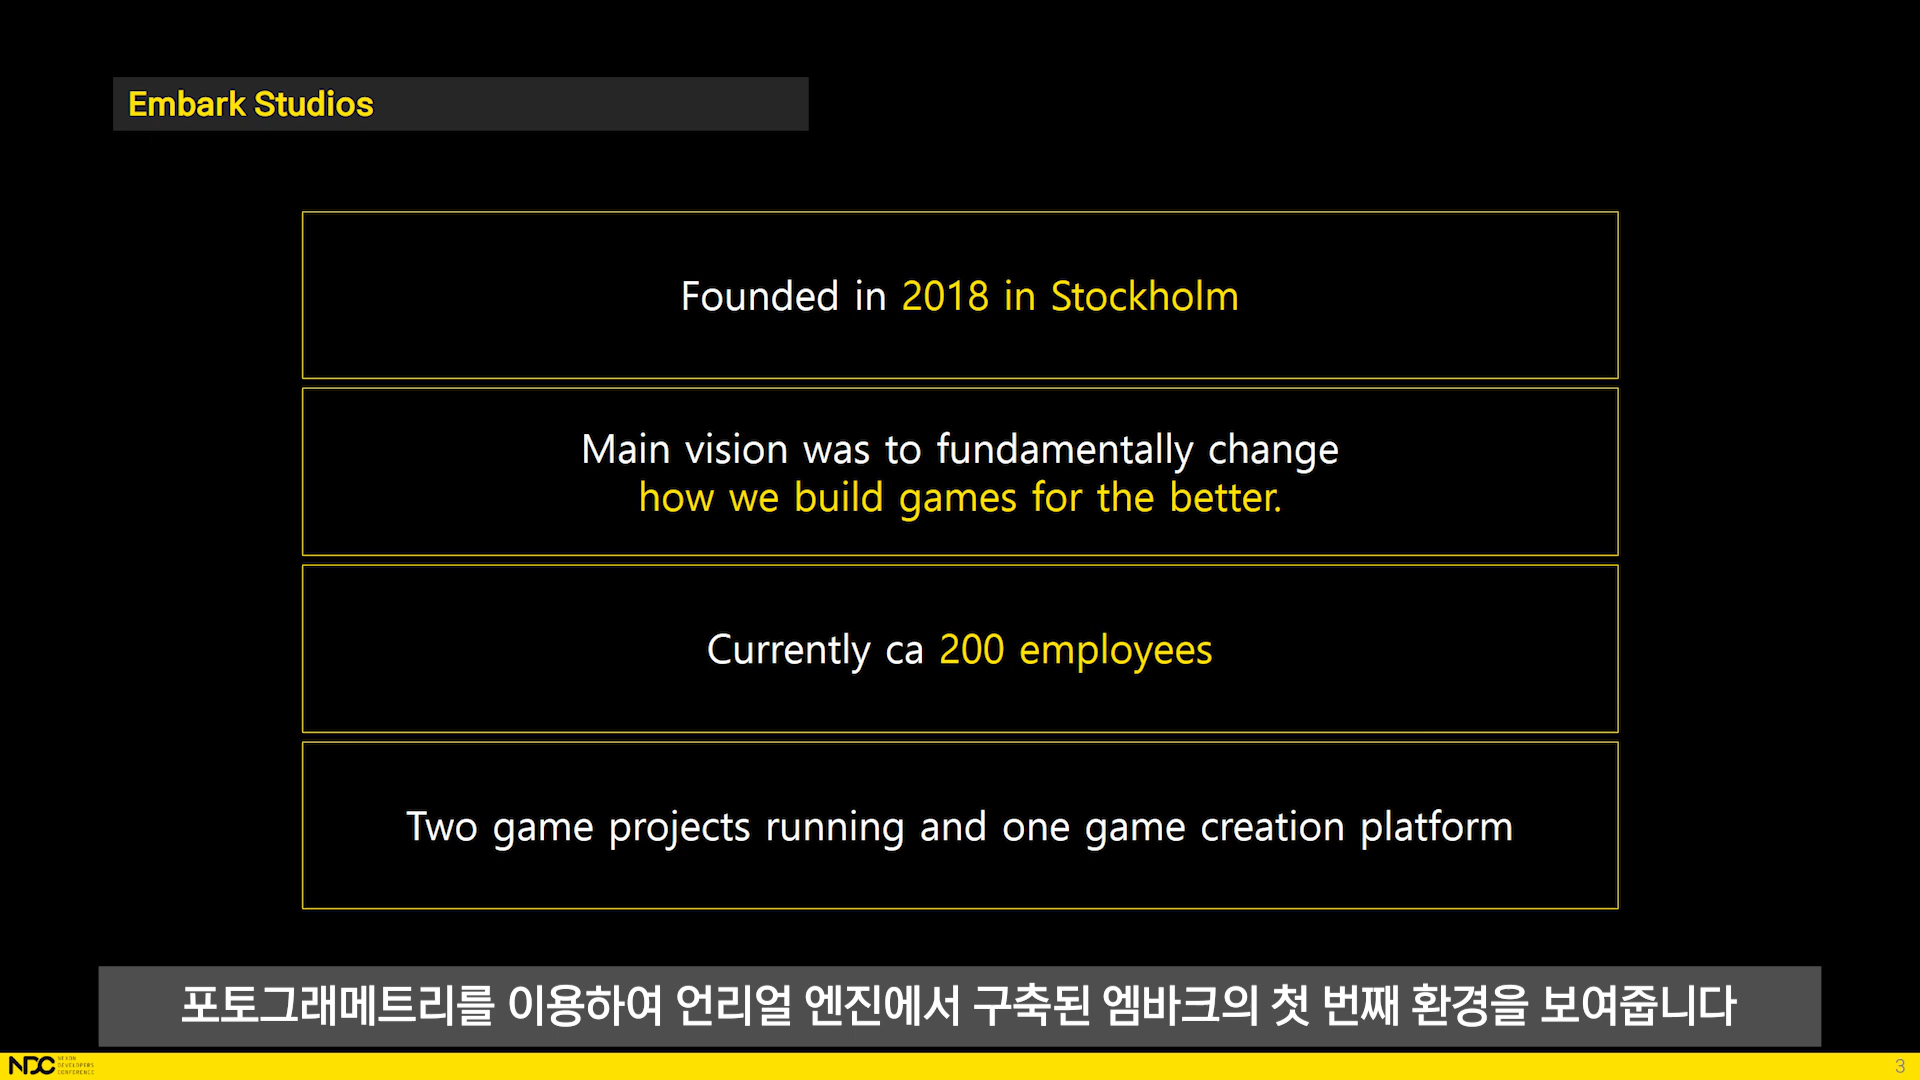 Embark Studios
Founded in 2018 in Stockholm
Main vision was to fundamentally change
how we build games for the better.
Currently ca 200 employees
Two game projects running and one game creation platform
포토그래메트리를 이용하여 언리얼 엔진에서 구축된 엠바크의 첫 번째 환경을 보여줍니다
NDC
NEXON
DEVELOPERS
CONFERENCE
3